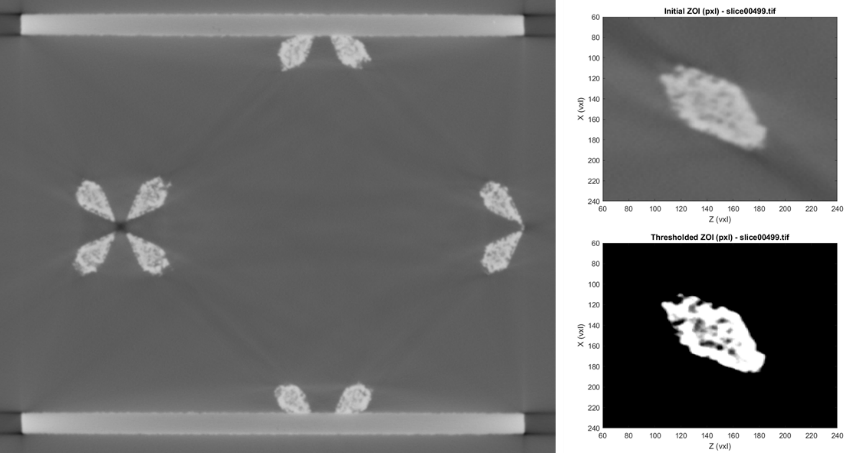 Initial ZOI (pxl) - slice00499.tif
60
80
100
120
140
160
180
200
220
240
X (vxl)
60 80 100 120 140 160 180 200 220 240
Z (vxl)
Thresholded ZOI (pxl) - slice00499.tif
60
80
100
120
140
160
180
200
220
240
X (vxl)
60 80 100 120 140 160 180 200 220 240
Z (vxl)